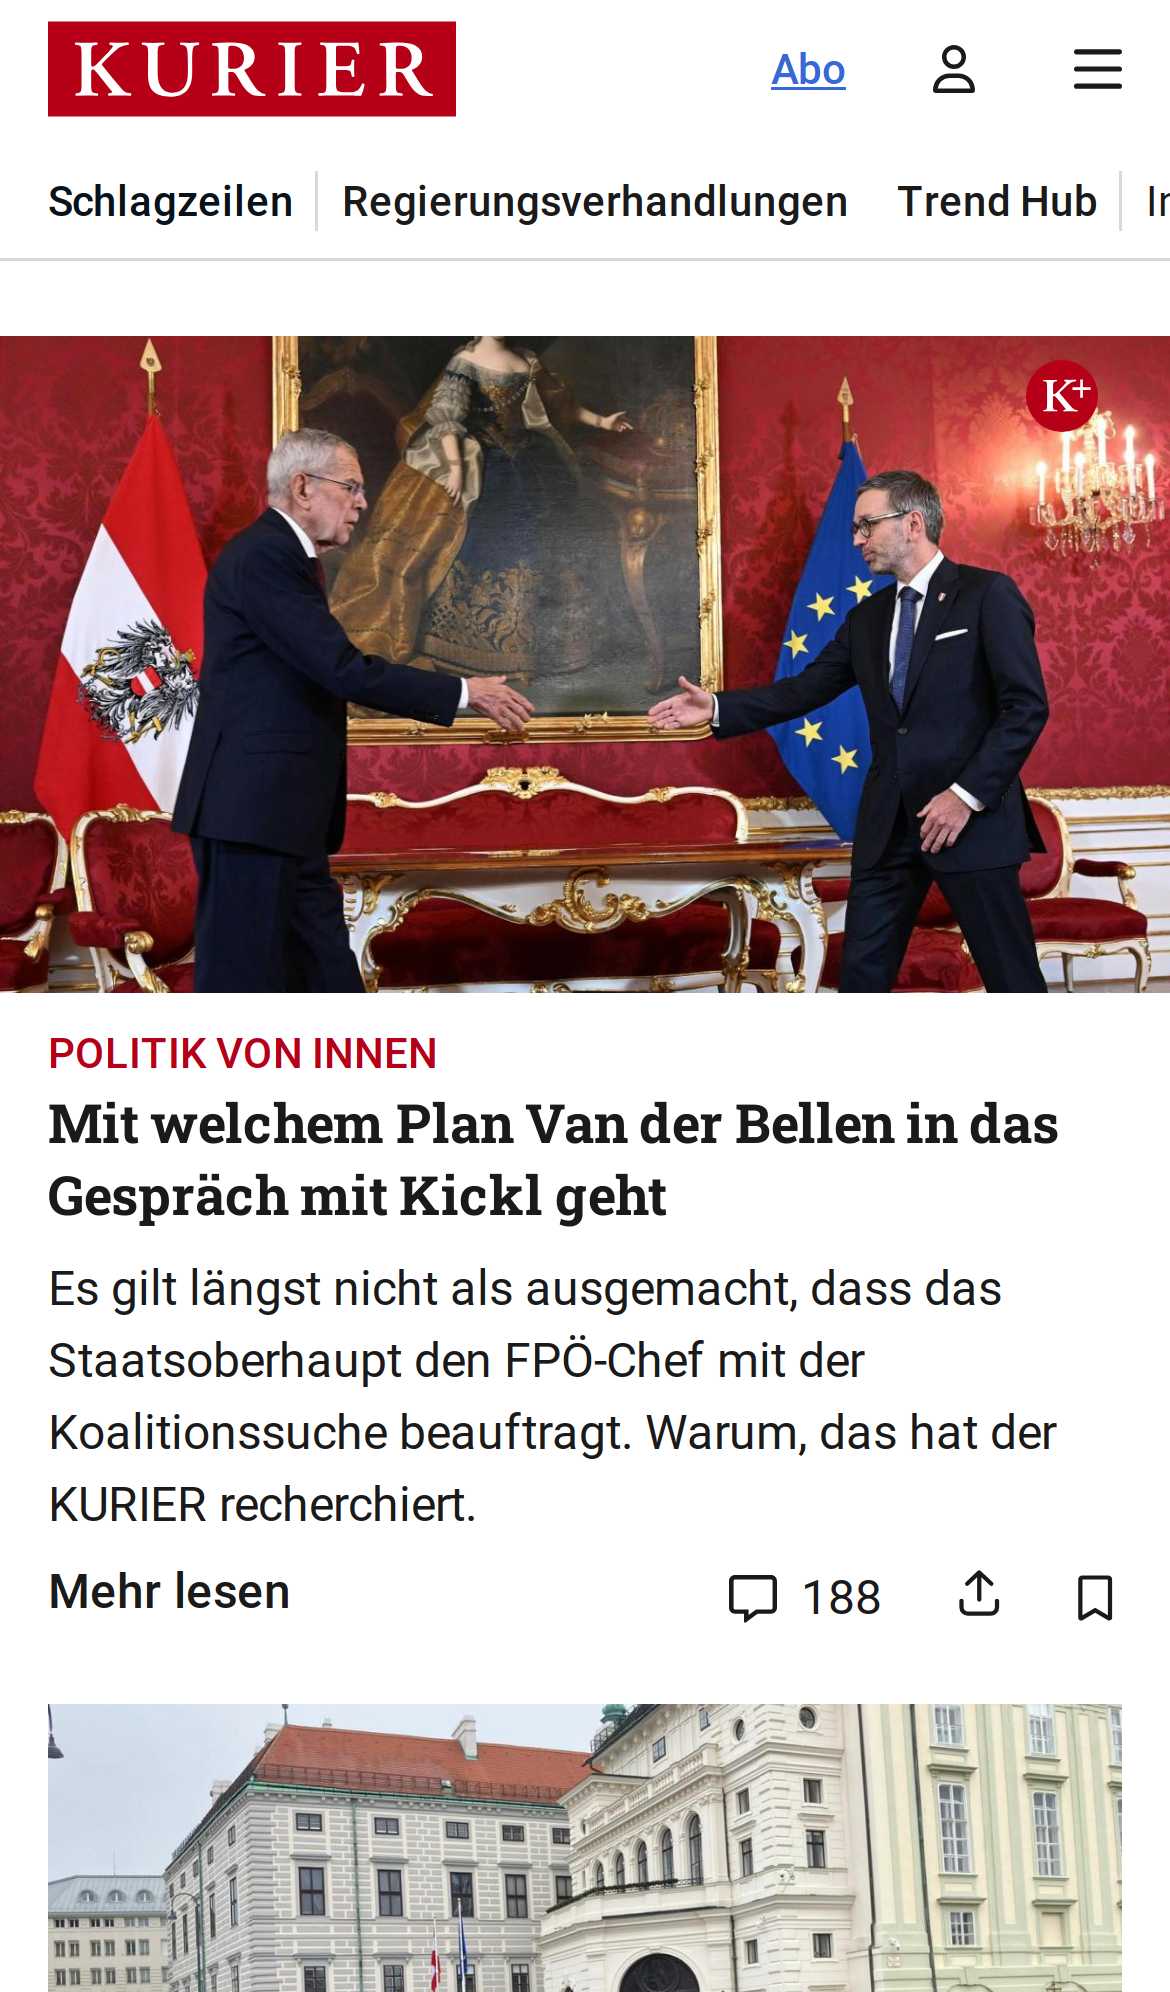 KURIER
Abo
Schlagzeilen
Regierungsverhandlungen
Trend Hub
K+
POLITIK VON INNEN
Mit welchem Plan Van der Bellen in das
Gespräch mit Kickl geht
Es gilt längst nicht als ausgemacht, dass das
Staatsoberhaupt den FPÖ-Chef mit der
Koalitionssuche beauftragt. Warum, das hat der
KURIER recherchiert.
Mehr lesen
188